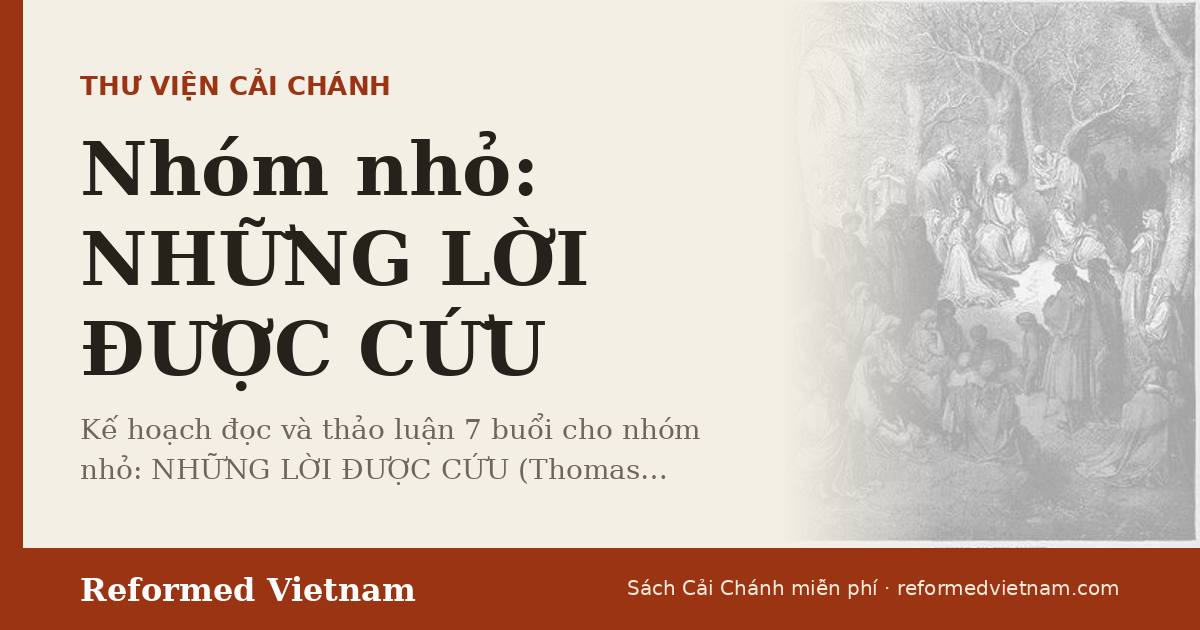 THƯ VIỆN CẢI CHÁNH
Nhóm nhỏ:
NHỮNG LỜI
ĐƯỢC CỨU
Kế hoạch đọc và thảo luận 7 buổi cho nhóm
nhỏ: NHỮNG LỜI ĐƯỢC CỨU (Thomas...
Reformed Vietnam
Sách Cải Chánh miễn phí · reformedvietnam.com